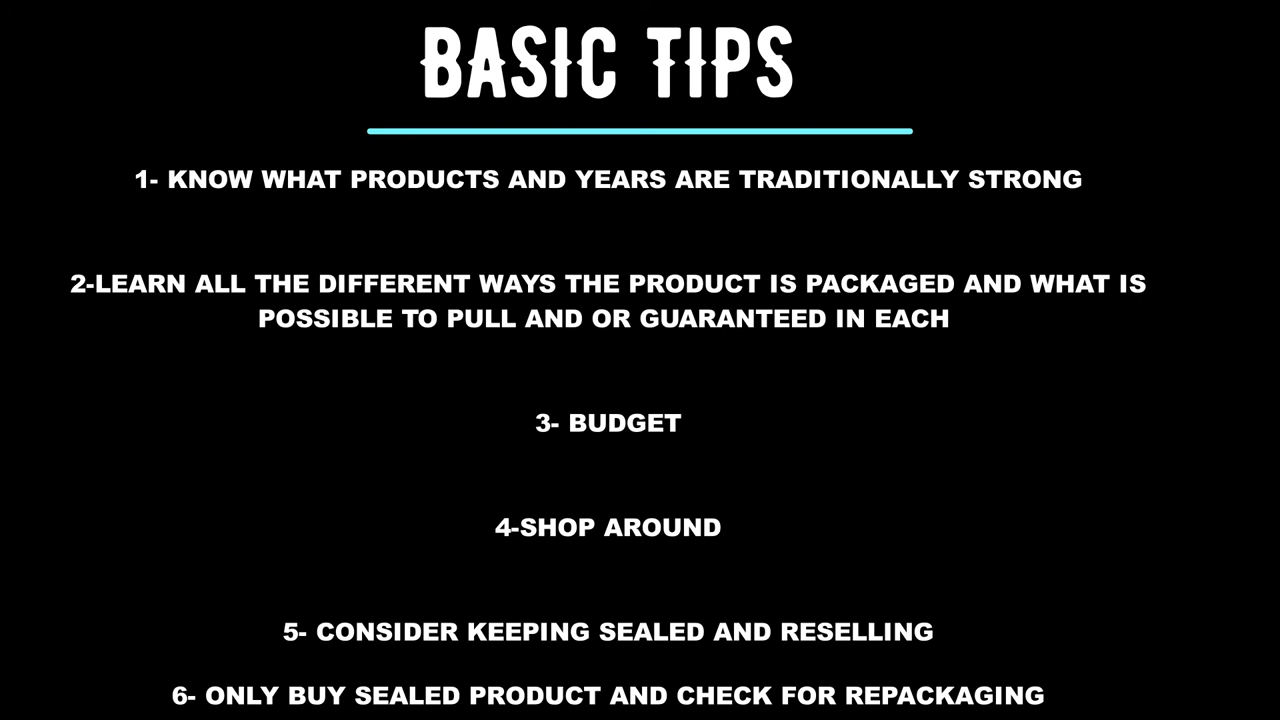 BASIC TIPS
1- KNOW WHAT PRODUCTS AND YEARS ARE TRADITIONALLY STRONG
2-LEARN ALL THE DIFFERENT WAYS THE PRODUCT IS PACKAGED AND WHAT IS
POSSIBLE TO PULL AND OR GUARANTEED IN EACH
3- BUDGET
4-SHOP AROUND
5- CONSIDER KEEPING SEALED AND RESELLING
6- ONLY BUY SEALED PRODUCT AND CHECK FOR REPACKAGING